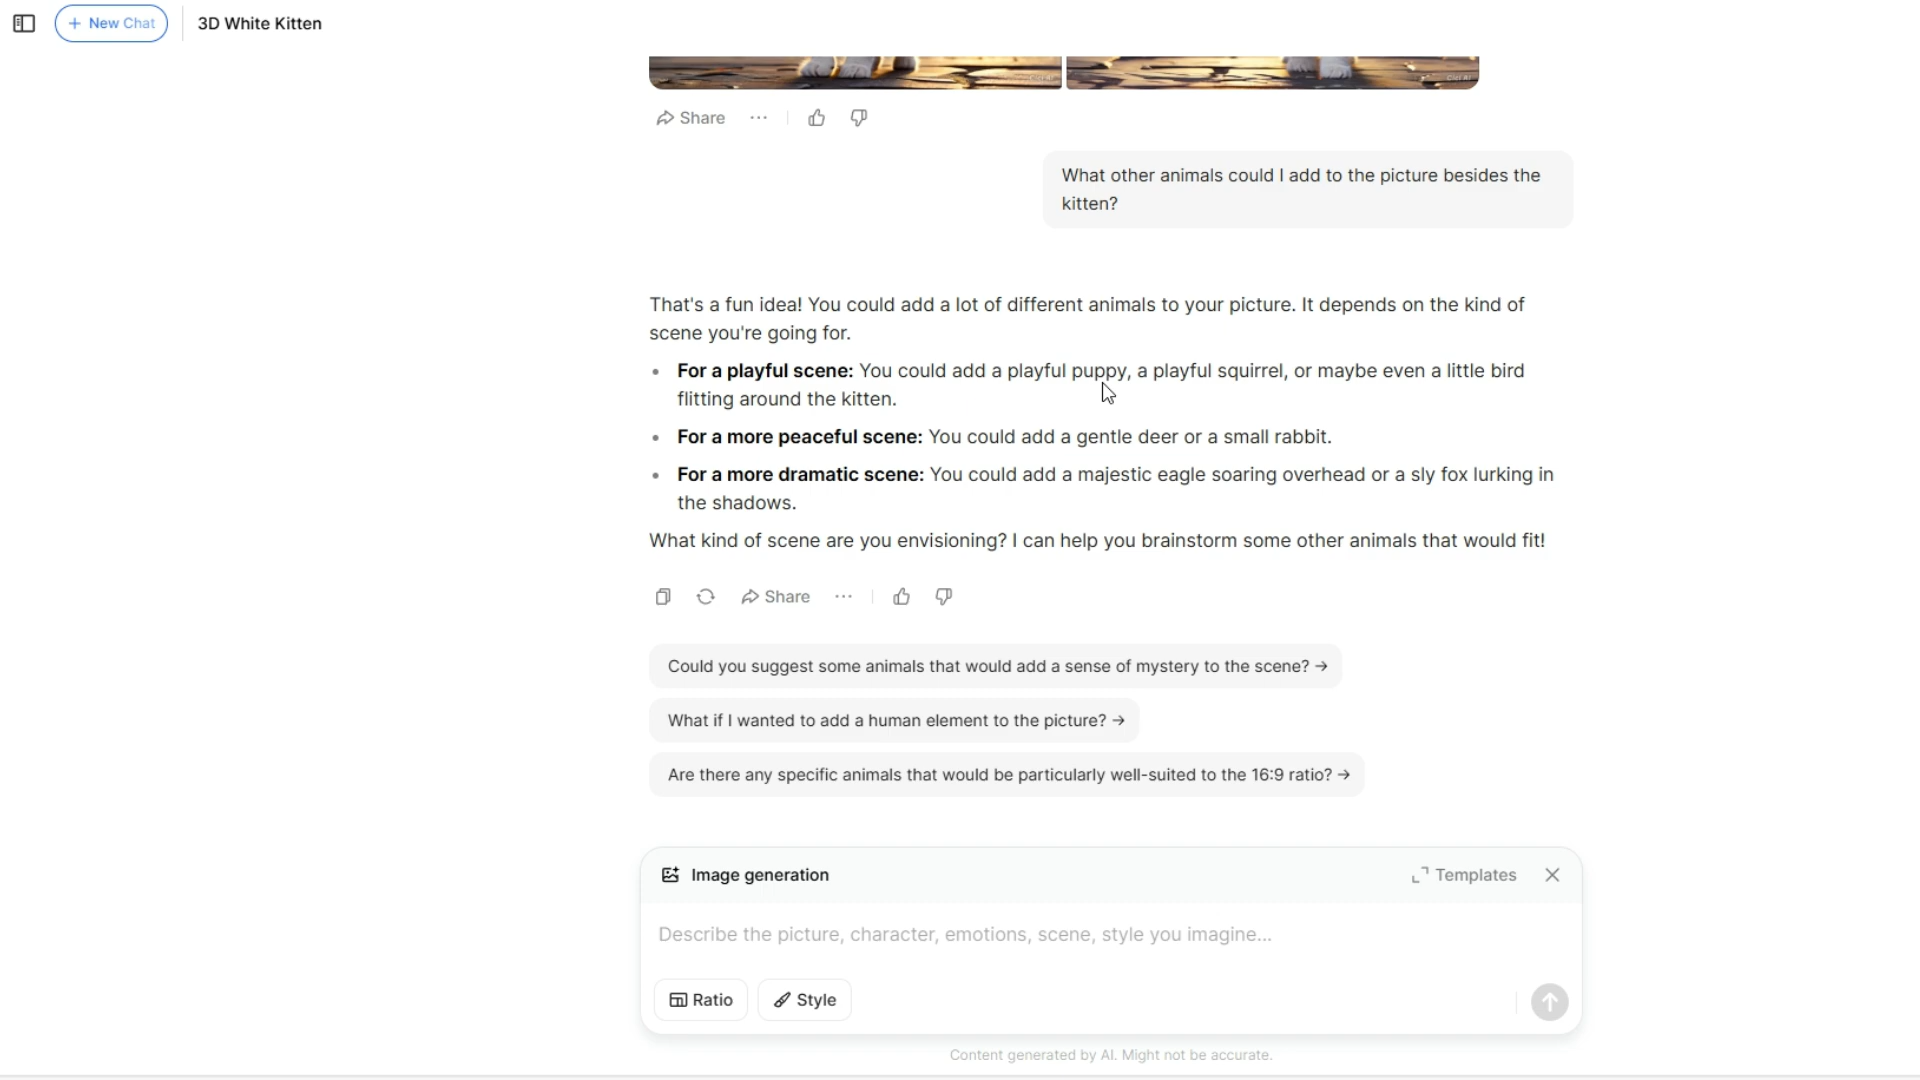 + New Chat
3D White Kitten
Share
What other animals could I add to the picture besides the
kitten?
That's a fun idea! You could add a lot of different animals to your picture. It depends on the kind of
scene you're going for.
• For a playful scene: You could add a playful puppy, a playful squirrel, or maybe even a little bird
flitting around the kitten.
• For a more peaceful scene: You could add a gentle deer or a small rabbit.
• For a more dramatic scene: You could add a majestic eagle soaring overhead or a sly fox lurking in
the shadows.
What kind of scene are you envisioning? I can help you brainstorm some other animals that would fit!
Share
Could you suggest some animals that would add a sense of mystery to the scene? →
What if I wanted to add a human element to the picture? →
Are there any specific animals that would be particularly well-suited to the 16:9 ratio? →
Image generation
Templates
Describe the picture, character, emotions, scene, style you imagine...
Ratio
Style
Content generated by AI. Might not be accurate.